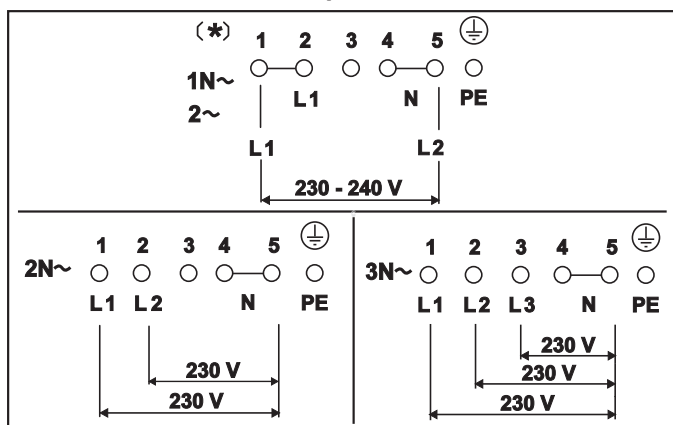 (*) 1 2 3 4 5
1N~
L1 N PE
2~
L1 L2
230 - 240 V
1 2 3 4 5
2N~
L1 L2 N PE
230 V
230 V
1 2 3 4 5
3N~
L1 L2 L3 N PE
230 V
230 V
230 V